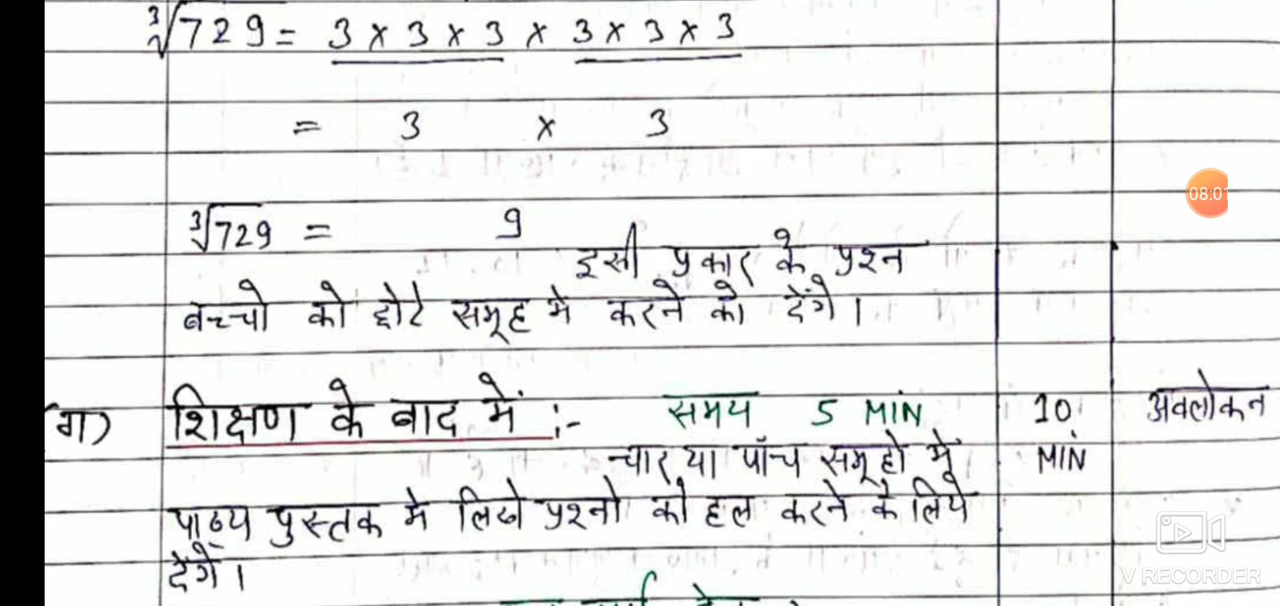 ∛729 = 3 × 3 × 3 × 3 × 3 × 3
= 3 × 3
08:01
∛729 = 9
इसी प्रकार के प्रश्न
बच्चो को छोटे समूह मे करने को देंगे।
(ग) शिक्षण के बाद में :- समय 5 MIN 10 अवलोकन
चार या पाँच समूहो में MIN
पाठ्य पुस्तक मे लिखे प्रश्नो को हल करने के लिये
देंगे।
V RECORDER